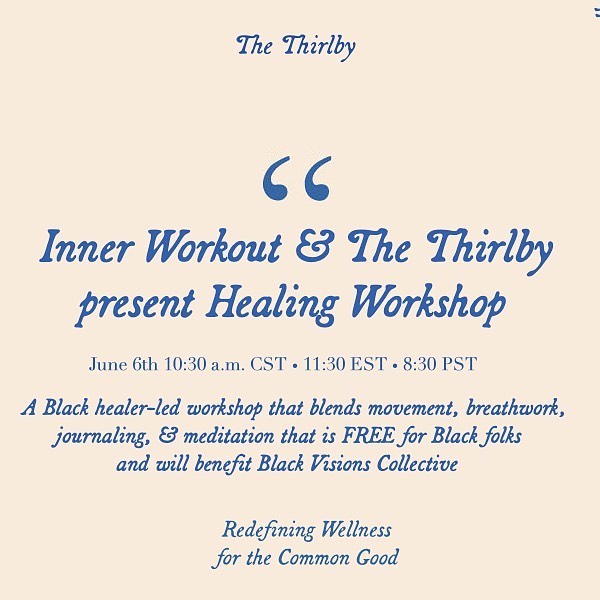 The Thirlby
“
Inner Workout & The Thirlby
present Healing Workshop
June 6th 10:30 a.m. CST • 11:30 EST • 8:30 PST
A Black healer-led workshop that blends movement, breathwork,
journaling, & meditation that is FREE for Black folks
and will benefit Black Visions Collective
Redefining Wellness
for the Common Good